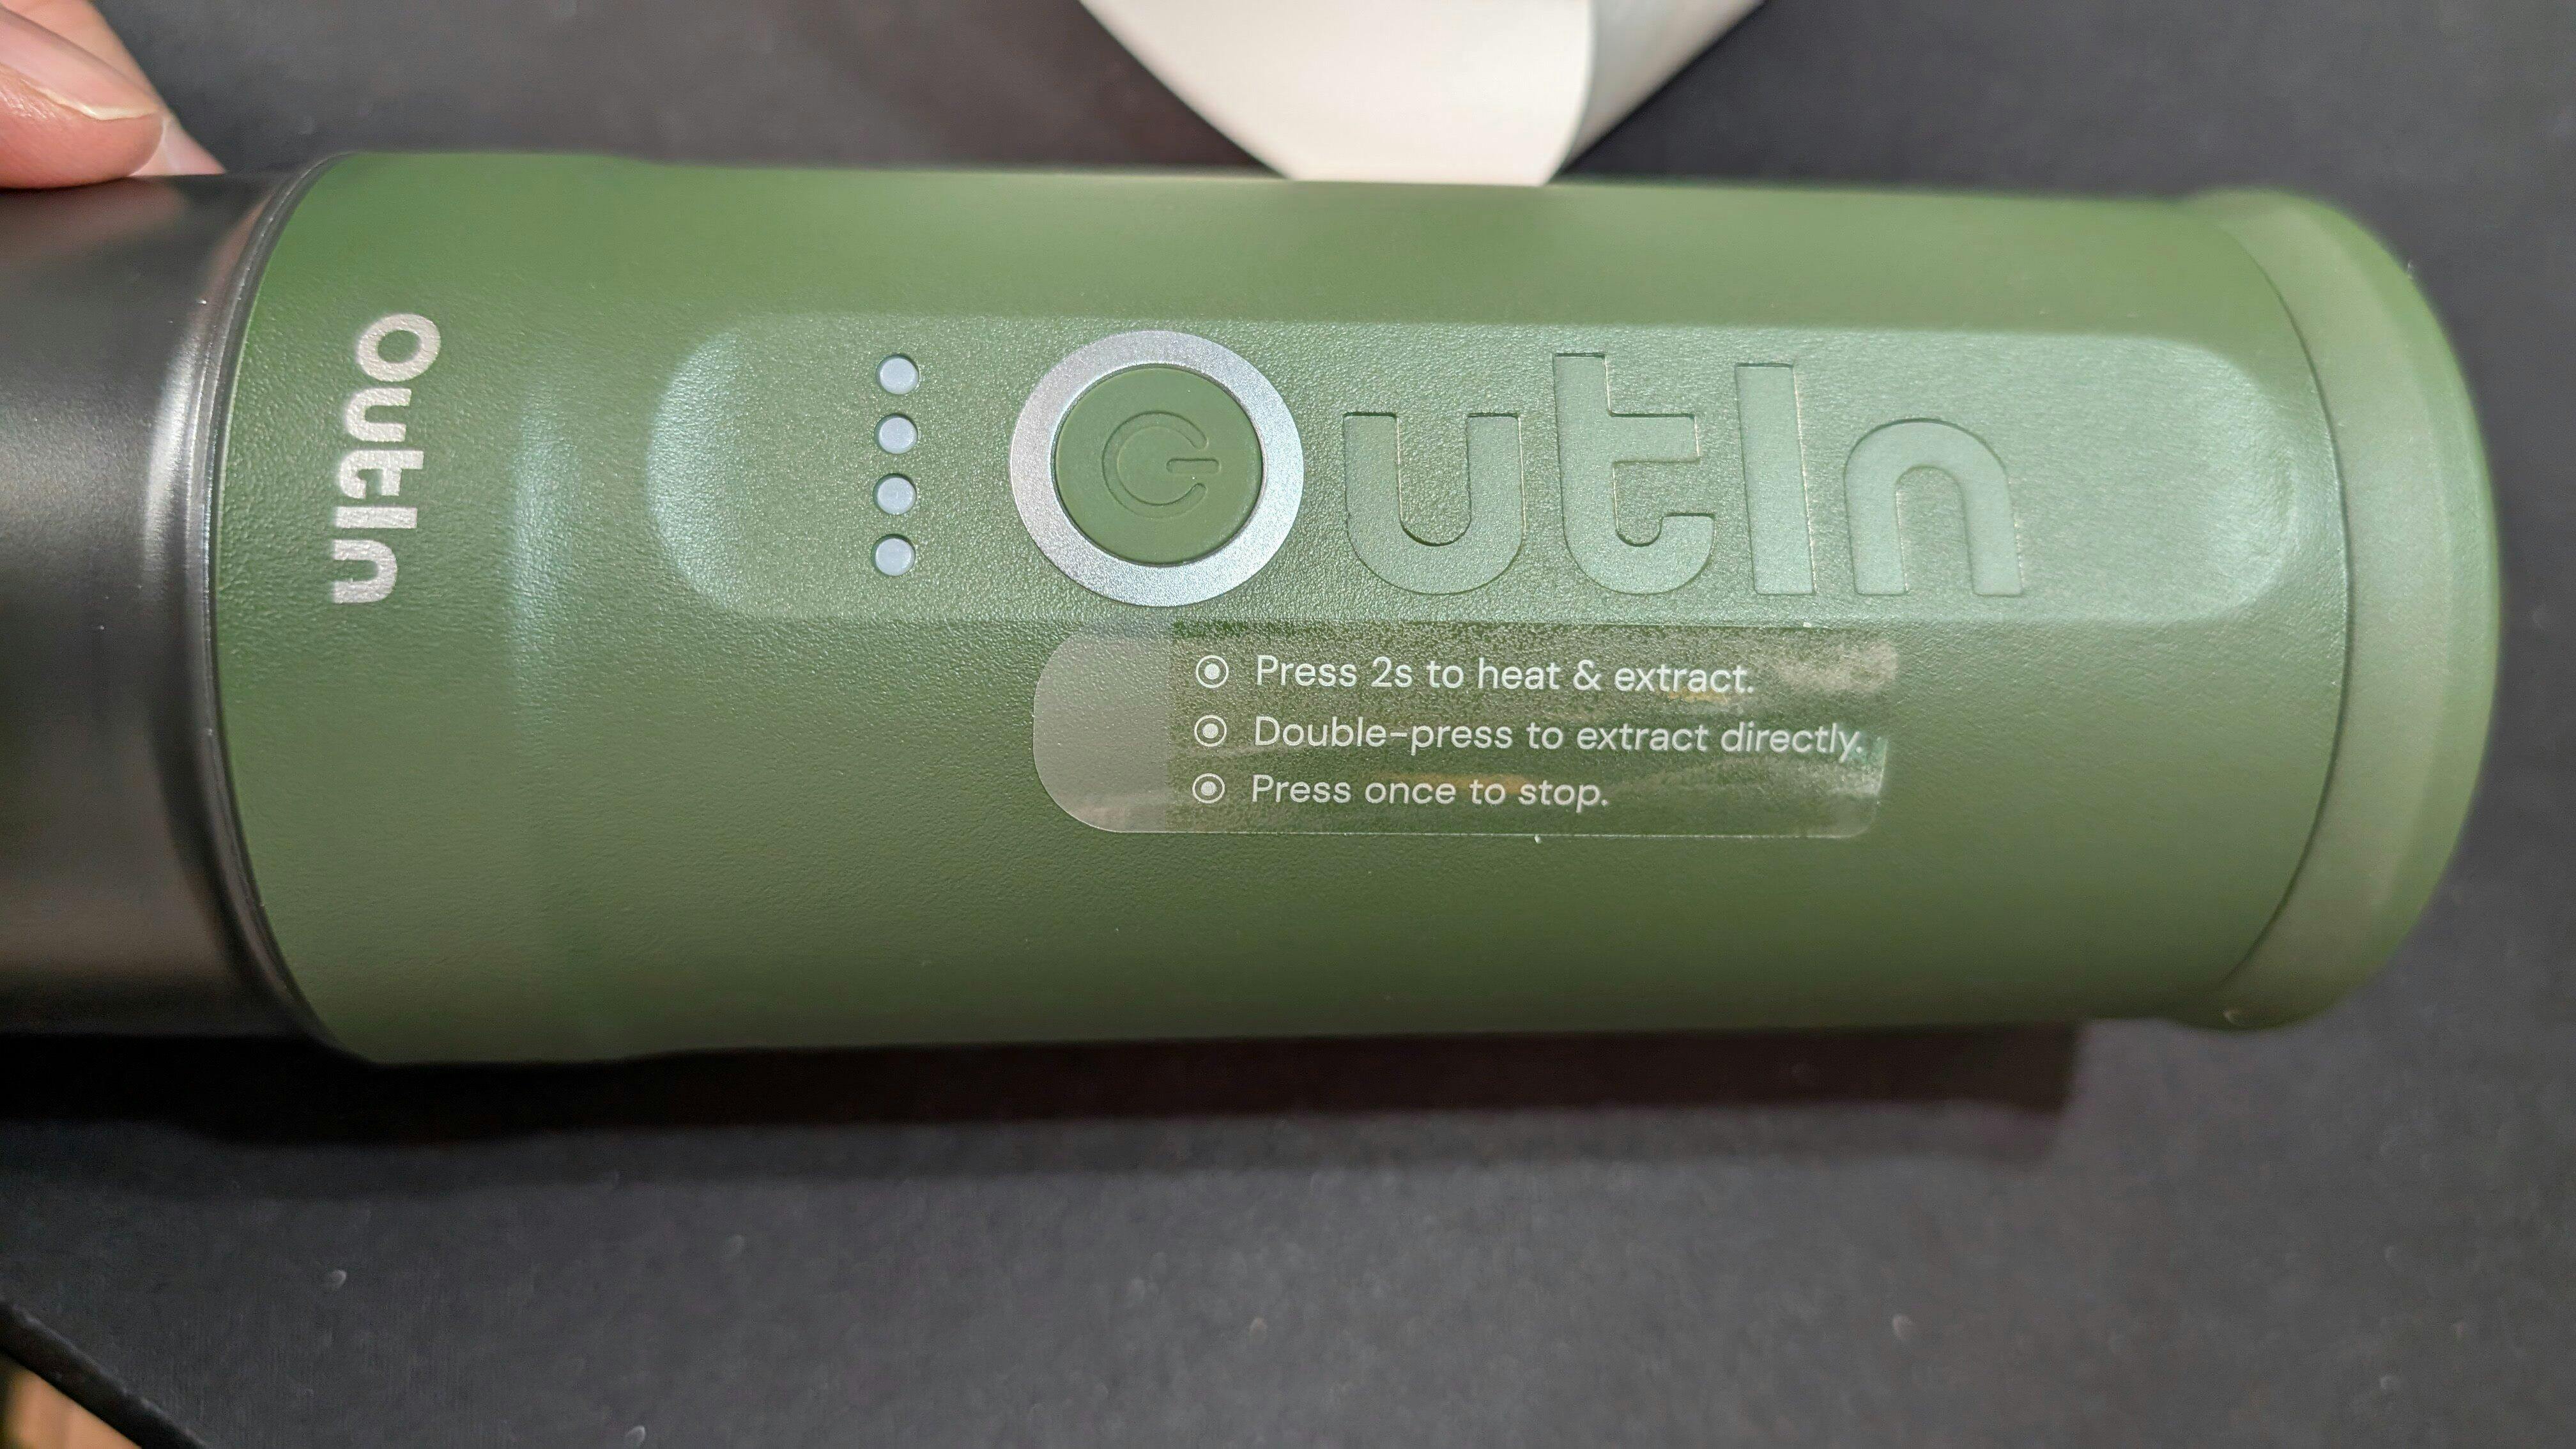 OutIn
OutIn
Press 2s to heat & extract.
Double-press to extract directly.
Press once to stop.